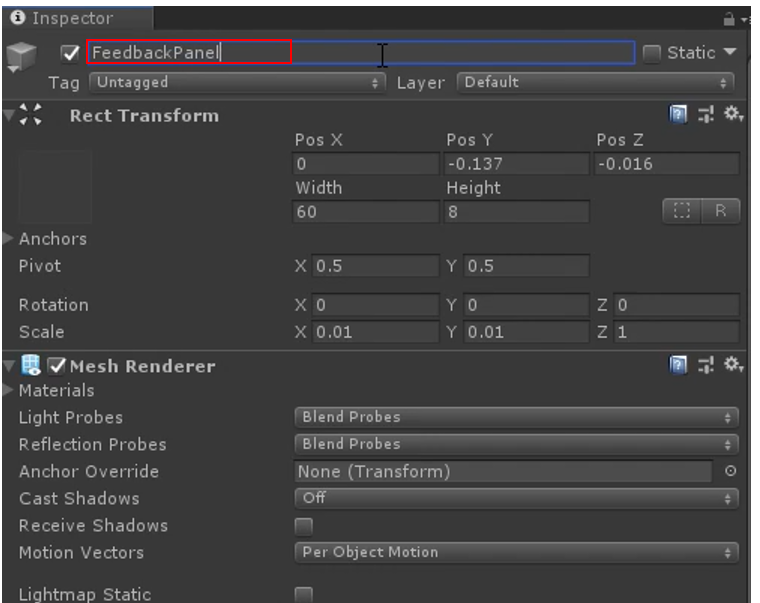 Inspector
FeedbackPanel Static
Tag Untagged Layer Default
Rect Transform
Pos X Pos Y Pos Z
0 -0.137 -0.016
Width Height
60 8
R
Anchors
Pivot X 0.5 Y 0.5
Rotation X 0 Y 0 Z 0
Scale X 0.01 Y 0.01 Z 1
Mesh Renderer
Materials
Light Probes Blend Probes
Reflection Probes Blend Probes
Anchor Override None (Transform)
Cast Shadows Off
Receive Shadows
Motion Vectors Per Object Motion
Lightmap Static